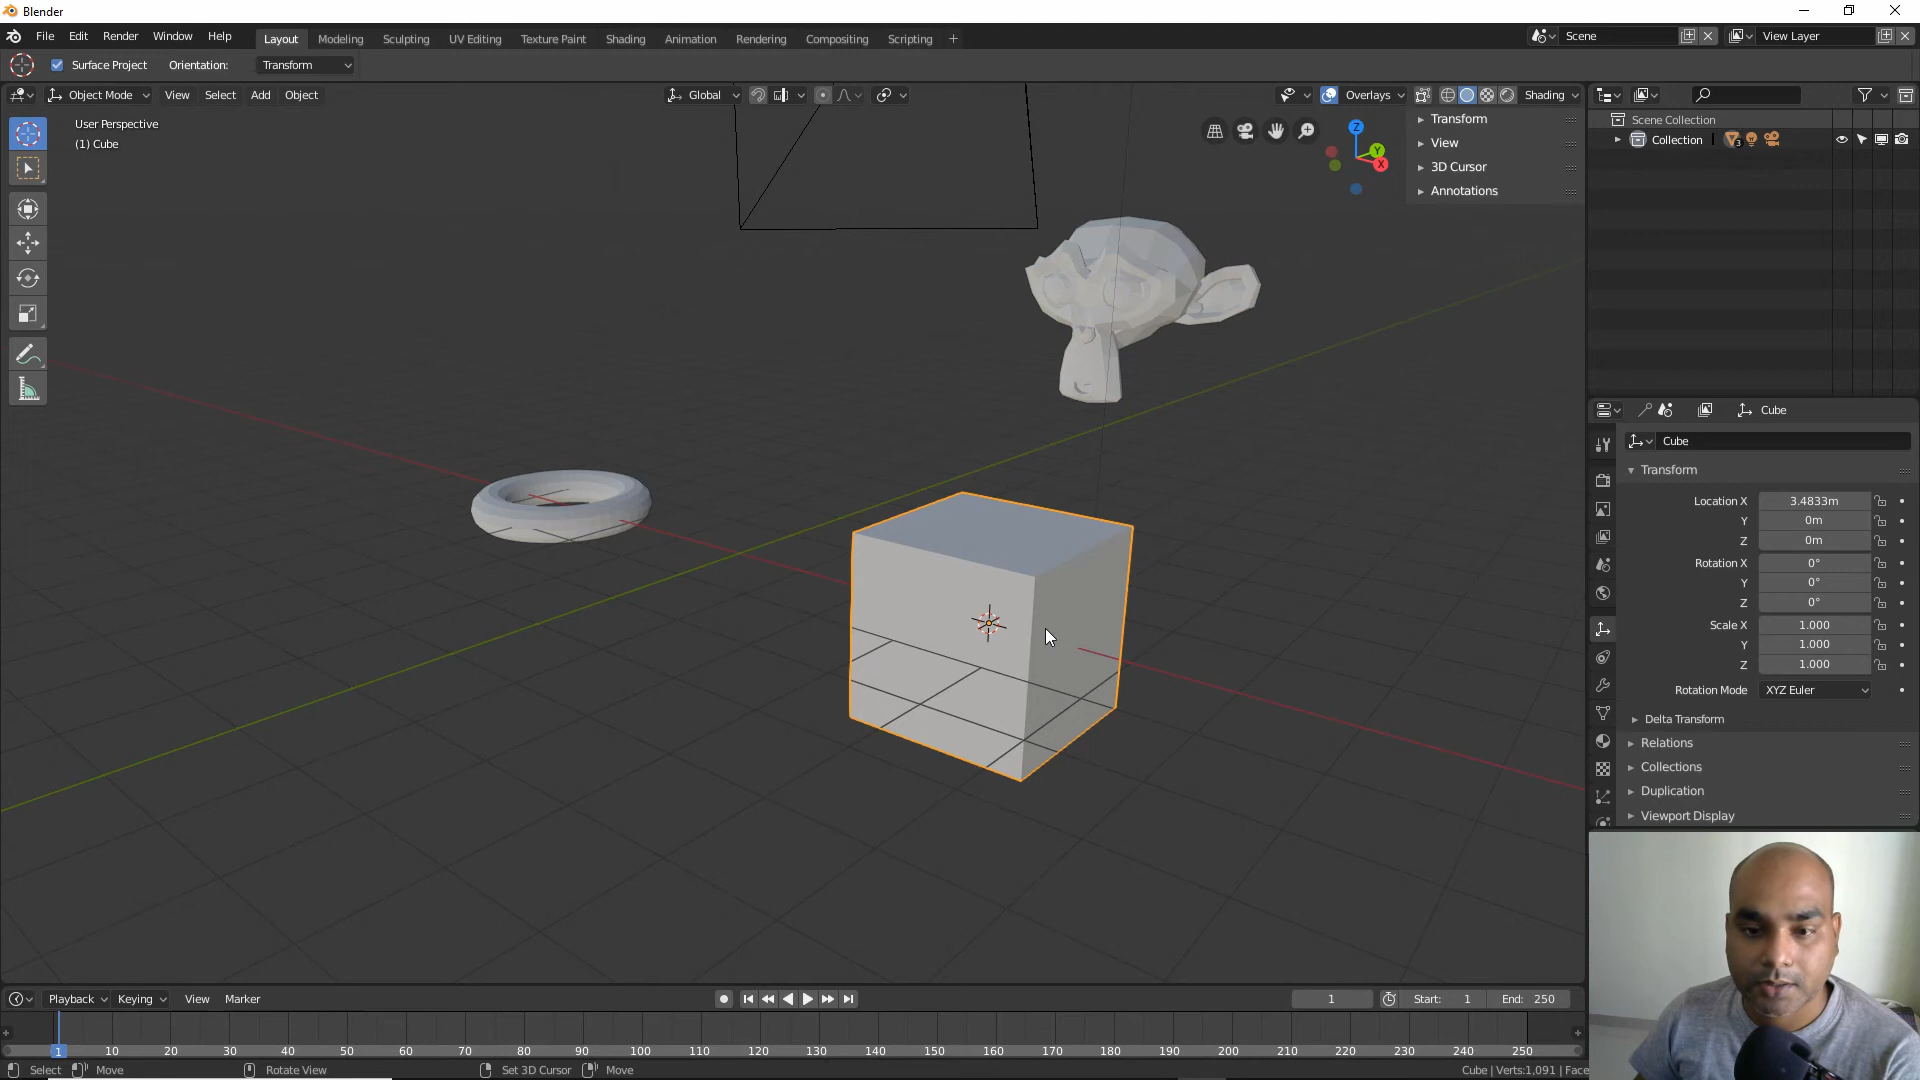 Blender
File Edit Render Window Help Layout Modeling Sculpting UV Editing Texture Paint Shading Animation Rendering Compositing Scripting + Scene View Layer
Surface Project Orientation: Transform
Object Mode View Select Add Object Global Overlays Shading
User Perspective
(1) Cube
Z
Y
X
Transform
View
3D Cursor
Annotations
Scene Collection
Collection 3
Cube
Cube
Transform
Location X 3.4833m
Y 0m
Z 0m
Rotation X 0°
Y 0°
Z 0°
Scale X 1.000
Y 1.000
Z 1.000
Rotation Mode XYZ Euler
Delta Transform
Relations
Collections
Duplication
Viewport Display
Playback Keying View Marker 1 Start: 1 End: 250
1 10 20 30 40 50 60 70 80 90 100 110 120 130 140 150 160 170 180 190 200 210 220 230 240 250
Select Move Rotate View Set 3D Cursor Move Cube | Verts:1,091 | Face